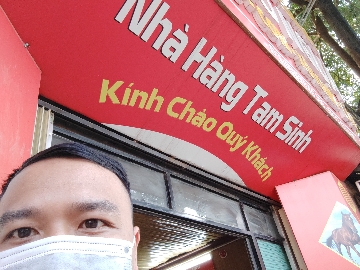 Nhà Hàng Tam Sinh
Kính Chào Quý Khách